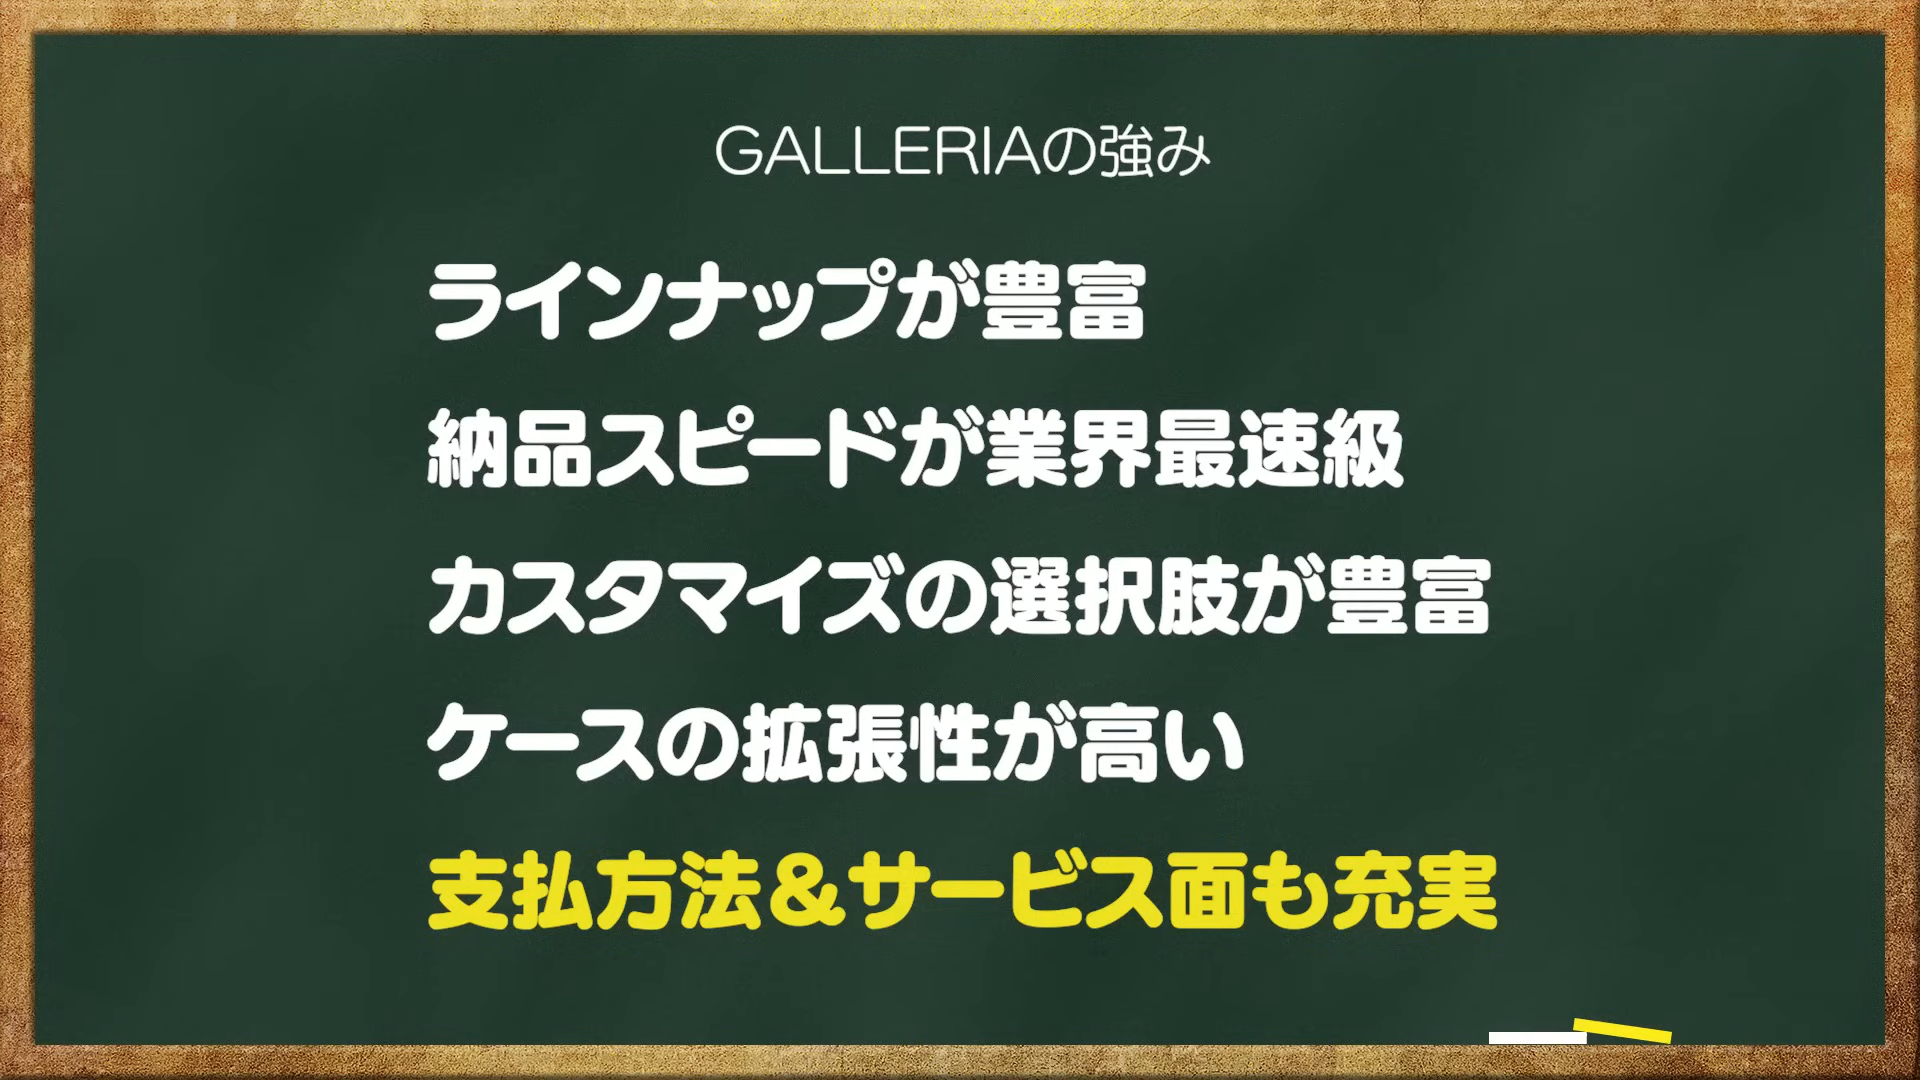 GALLERIAの強み
ラインナップが豊富
納品スピードが業界最速級
カスタマイズの選択肢が豊富
ケースの拡張性が高い
支払方法＆サービス面も充実